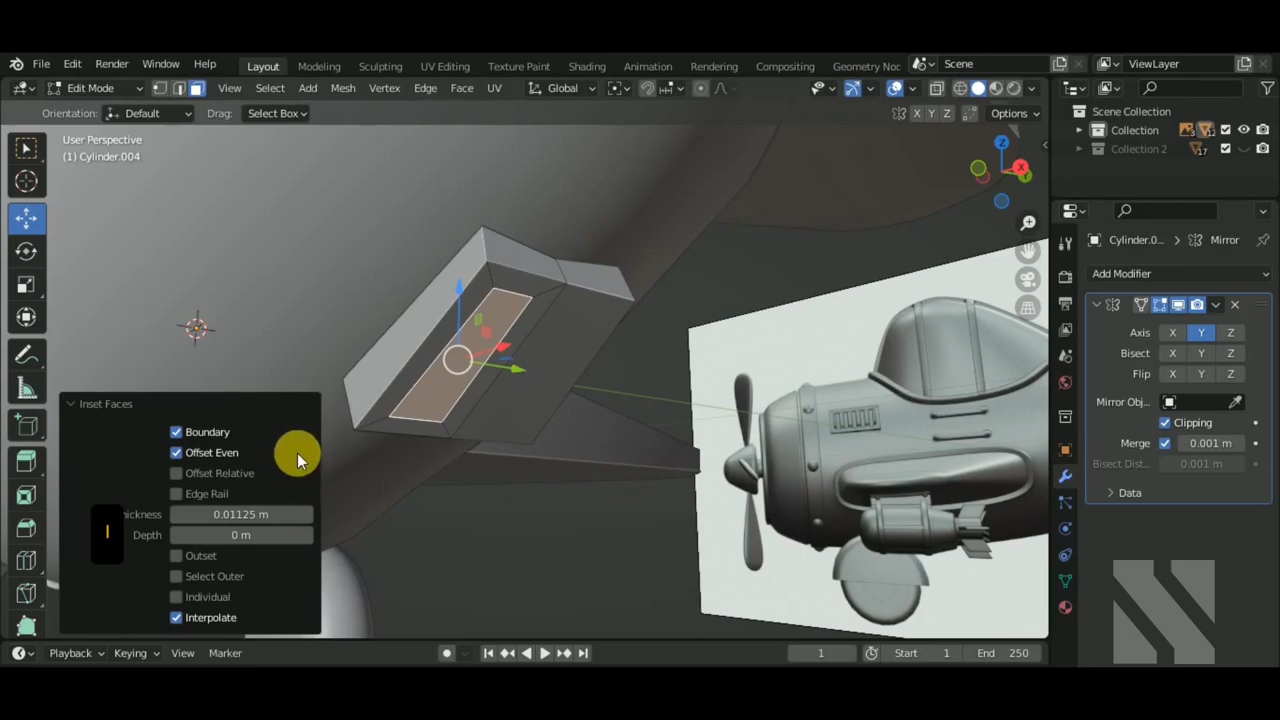 File Edit Render Window Help Layout Modeling Sculpting UV Editing Texture Paint Shading Animation Rendering Compositing Geometry Noc Scene ViewLayer
Edit Mode View Select Add Mesh Vertex Edge Face UV Global
Orientation: Default Drag: Select Box X Y Z Options
Scene Collection
Collection
Collection 2
User Perspective
(1) Cylinder.004
Z
X
Y
Cylinder.0... Mirror
Add Modifier
Axis X Y Z
Bisect X Y Z
Flip X Y Z
Mirror Obj...
Clipping
Merge 0.001 m
Bisect Dist... 0.001 m
Data
Inset Faces
Boundary
Offset Even
Offset Relative
Edge Rail
hickness 0.01125 m
Depth 0 m
Outset
Select Outer
Individual
Interpolate
I
Playback Keying View Marker 1 Start 1 End 250